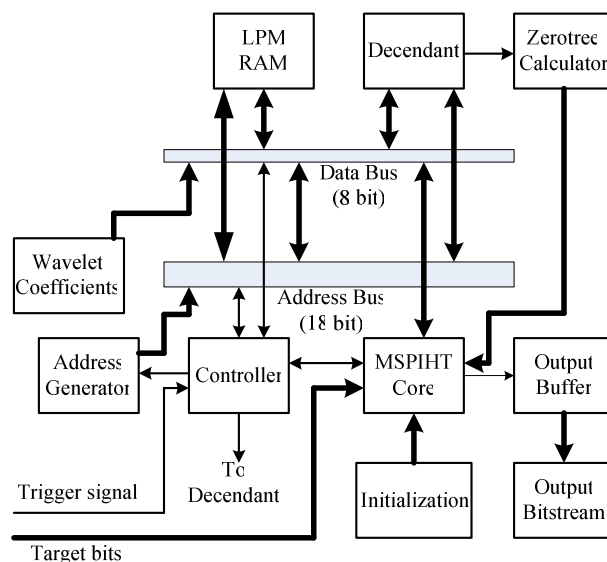 LPM
RAM
Decendant
Zerotree
Calculator
Data Bus
(8 bit)
Wavelet
Coefficients
Address Bus
(18 bit)
Address
Generator
Controller
MSPIHT
Core
Output
Buffer
To
Decendant
Initialization
Output
Bitstream
Trigger signal
Target bits